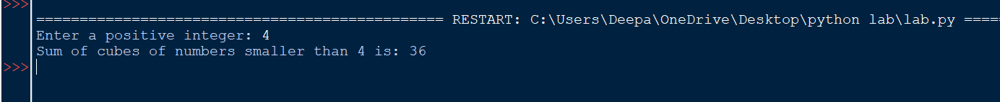 >>>
=============================================== RESTART: C:\Users\Deepa\OneDrive\Desktop\python lab\lab.py =====
Enter a positive integer: 4
Sum of cubes of numbers smaller than 4 is: 36
>>>